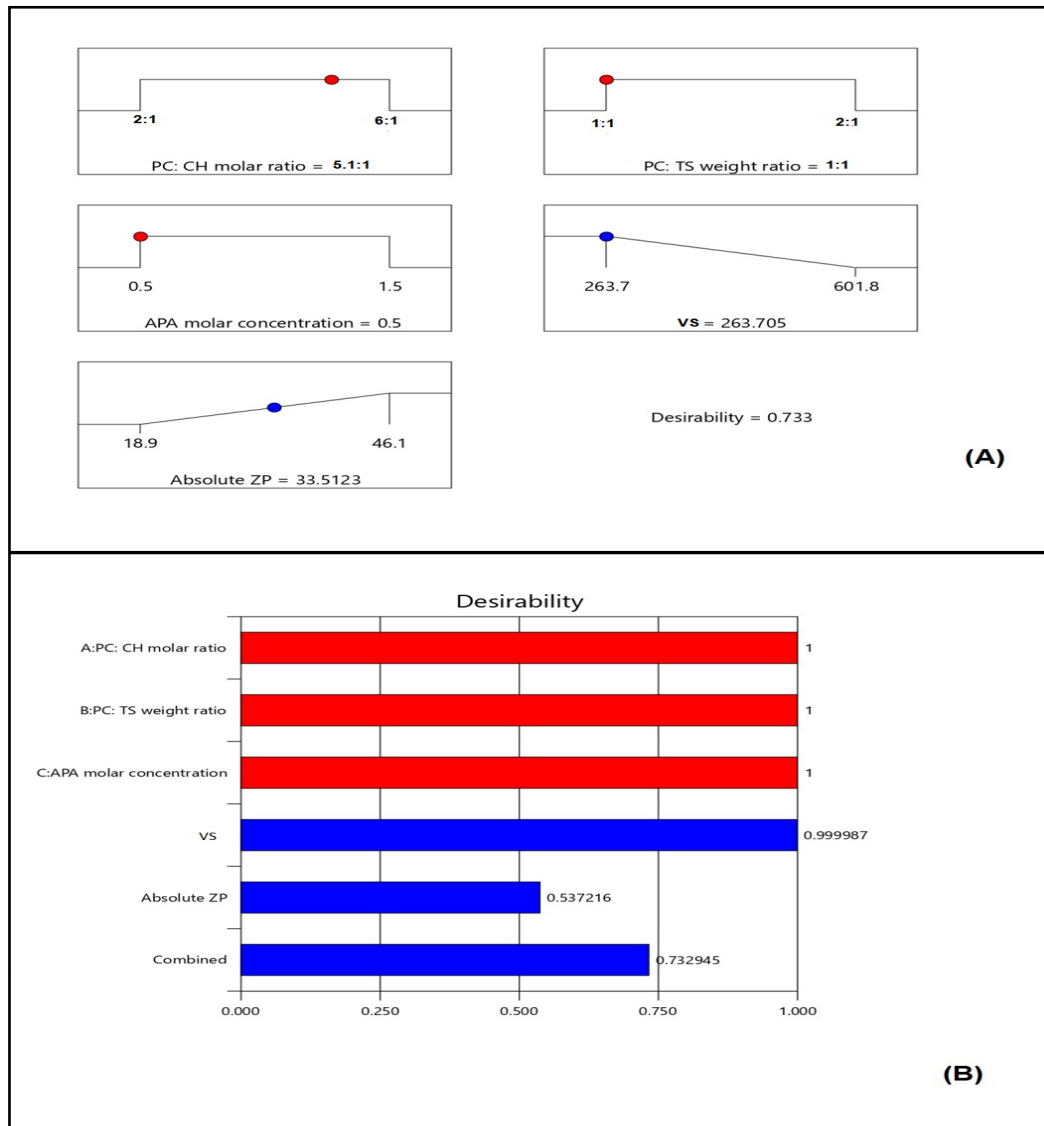 2:1
6:1
PC: CH molar ratio = 5.1:1
1:1
2:1
PC: TS weight ratio = 1:1
0.5
1.5
APA molar concentration = 0.5
263.7
601.8
VS = 263.705
18.9
46.1
Absolute ZP = 33.5123
Desirability = 0.733
(A)
Desirability
A:PC: CH molar ratio
1
B:PC: TS weight ratio
1
C:APA molar concentration
1
VS
0.999987
Absolute ZP
0.537216
Combined
0.732945
0.000
0.250
0.500
0.750
1.000
(B)